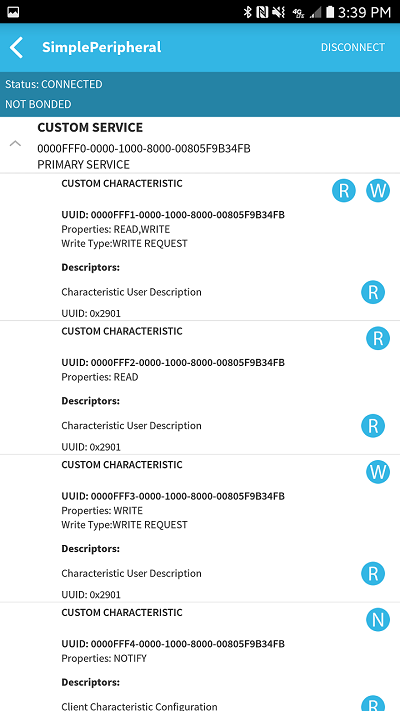 3:39 PM
SimplePeripheral
DISCONNECT
Status: CONNECTED
NOT BONDED
CUSTOM SERVICE
0000FFF0-0000-1000-8000-00805F9B34FB
PRIMARY SERVICE
CUSTOM CHARACTERISTIC
R W
UUID: 0000FFF1-0000-1000-8000-00805F9B34FB
Properties: READ,WRITE
Write Type:WRITE REQUEST
Descriptors:
Characteristic User Description
R
UUID: 0x2901
CUSTOM CHARACTERISTIC
R
UUID: 0000FFF2-0000-1000-8000-00805F9B34FB
Properties: READ
Descriptors:
Characteristic User Description
R
UUID: 0x2901
CUSTOM CHARACTERISTIC
W
UUID: 0000FFF3-0000-1000-8000-00805F9B34FB
Properties: WRITE
Write Type:WRITE REQUEST
Descriptors:
Characteristic User Description
R
UUID: 0x2901
CUSTOM CHARACTERISTIC
N
UUID: 0000FFF4-0000-1000-8000-00805F9B34FB
Properties: NOTIFY
Descriptors:
Client Characteristic Configuration
R